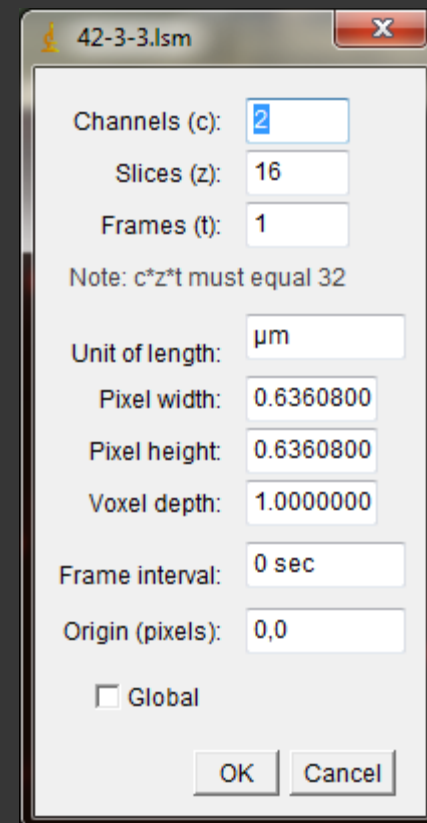 42-3-3.lsm
Channels (c): 2
Slices (z): 16
Frames (t): 1
Note: c*z*t must equal 32
Unit of length: µm
Pixel width: 0.6360800
Pixel height: 0.6360800
Voxel depth: 1.0000000
Frame interval: 0 sec
Origin (pixels): 0,0
Global
OK Cancel